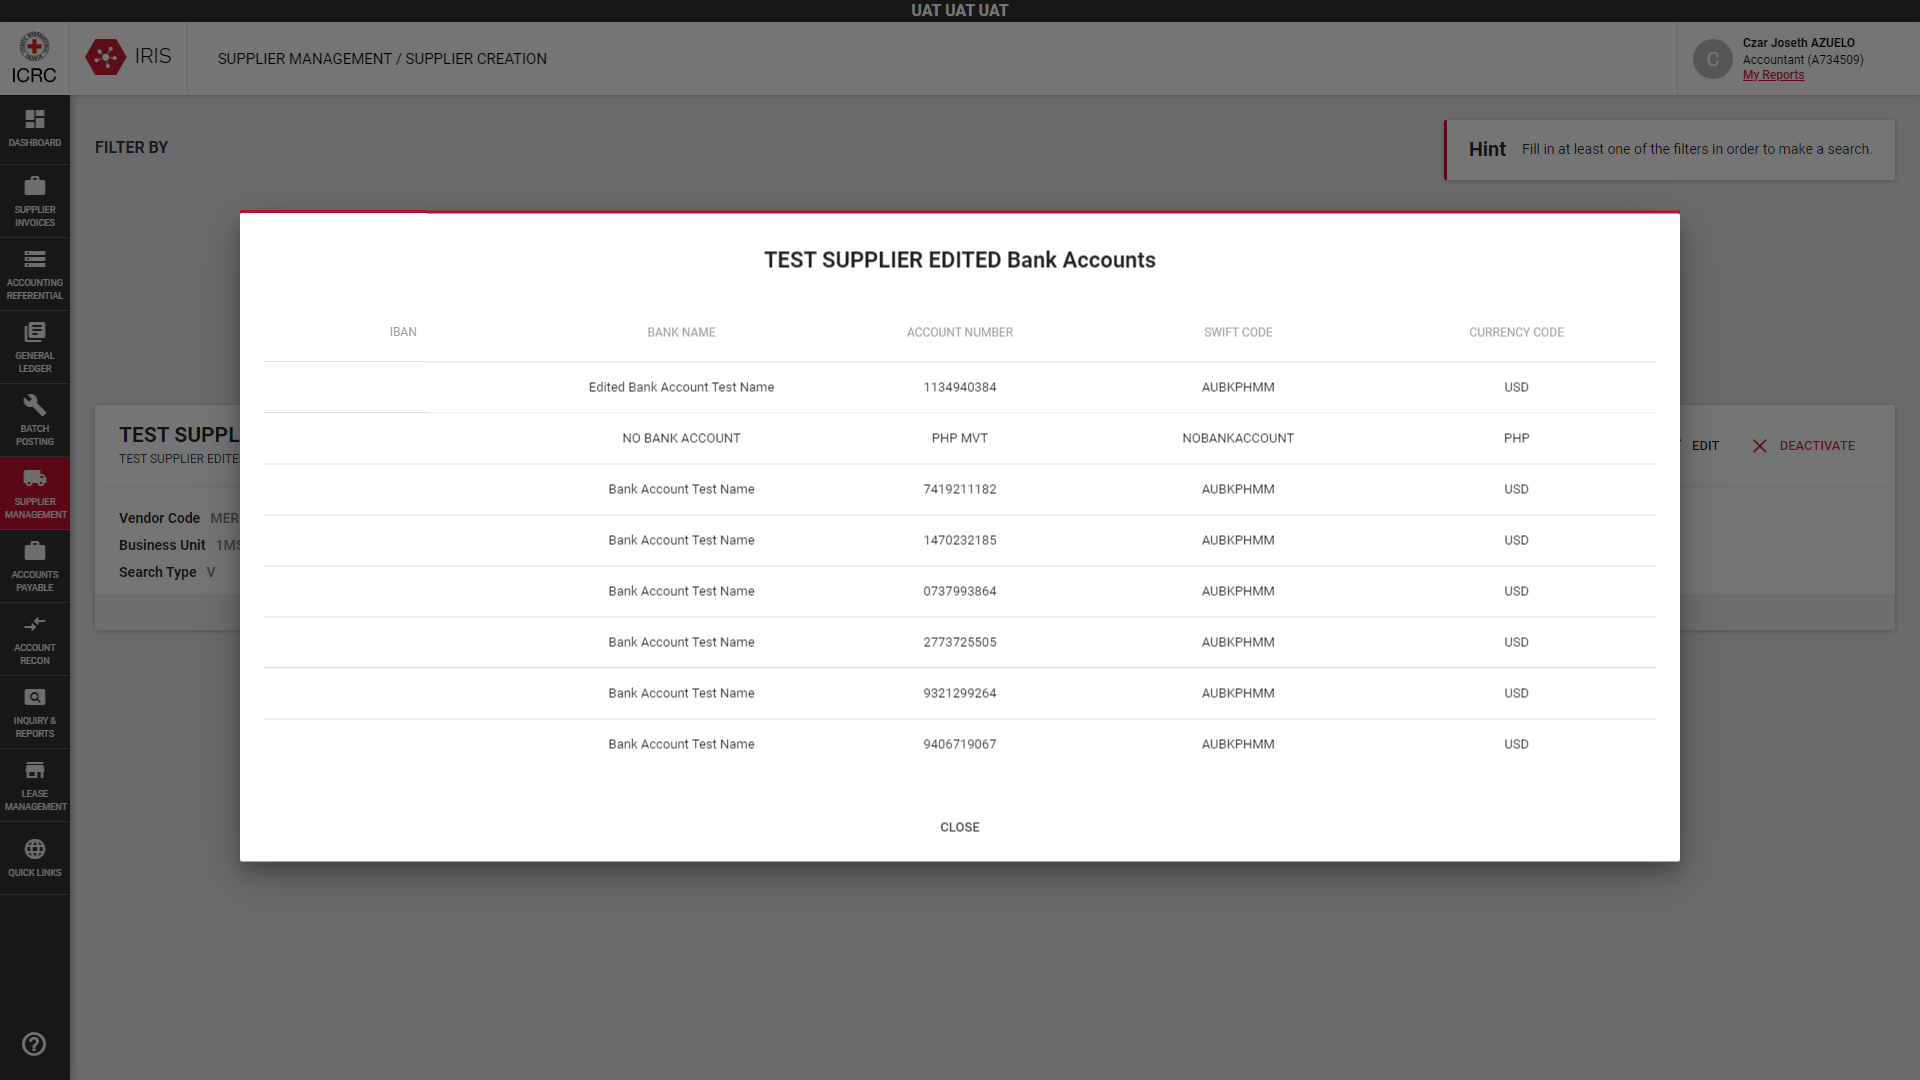 UAT UAT UAT
ICRC
IRIS
SUPPLIER MANAGEMENT / SUPPLIER CREATION
C
Czar Joseth AZUELO
Accountant (A734509)
My Reports
DASHBOARD
SUPPLIER
INVOICES
ACCOUNTING
REFERENTIAL
GENERAL
LEDGER
BATCH
POSTING
SUPPLIER
MANAGEMENT
ACCOUNTS
PAYABLE
ACCOUNT
RECON
INQUIRY &
REPORTS
LEASE
MANAGEMENT
QUICK LINKS
FILTER BY
Hint Fill in at least one of the filters in order to make a search.
TEST SUPPL
TEST SUPPLIER EDITE
EDIT DEACTIVATE
Vendor Code MER
Business Unit 1MS
Search Type V
TEST SUPPLIER EDITED Bank Accounts
IBAN BANK NAME ACCOUNT NUMBER SWIFT CODE CURRENCY CODE
Edited Bank Account Test Name 1134940384 AUBKPHMM USD
NO BANK ACCOUNT PHP MVT NOBANKACCOUNT PHP
Bank Account Test Name 7419211182 AUBKPHMM USD
Bank Account Test Name 1470232185 AUBKPHMM USD
Bank Account Test Name 0737993864 AUBKPHMM USD
Bank Account Test Name 2773725505 AUBKPHMM USD
Bank Account Test Name 9321299264 AUBKPHMM USD
Bank Account Test Name 9406719067 AUBKPHMM USD
CLOSE